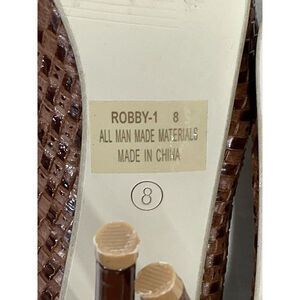 ROBBY-1 8
ALL MAN MADE MATERIALS
MADE IN CHINA
8